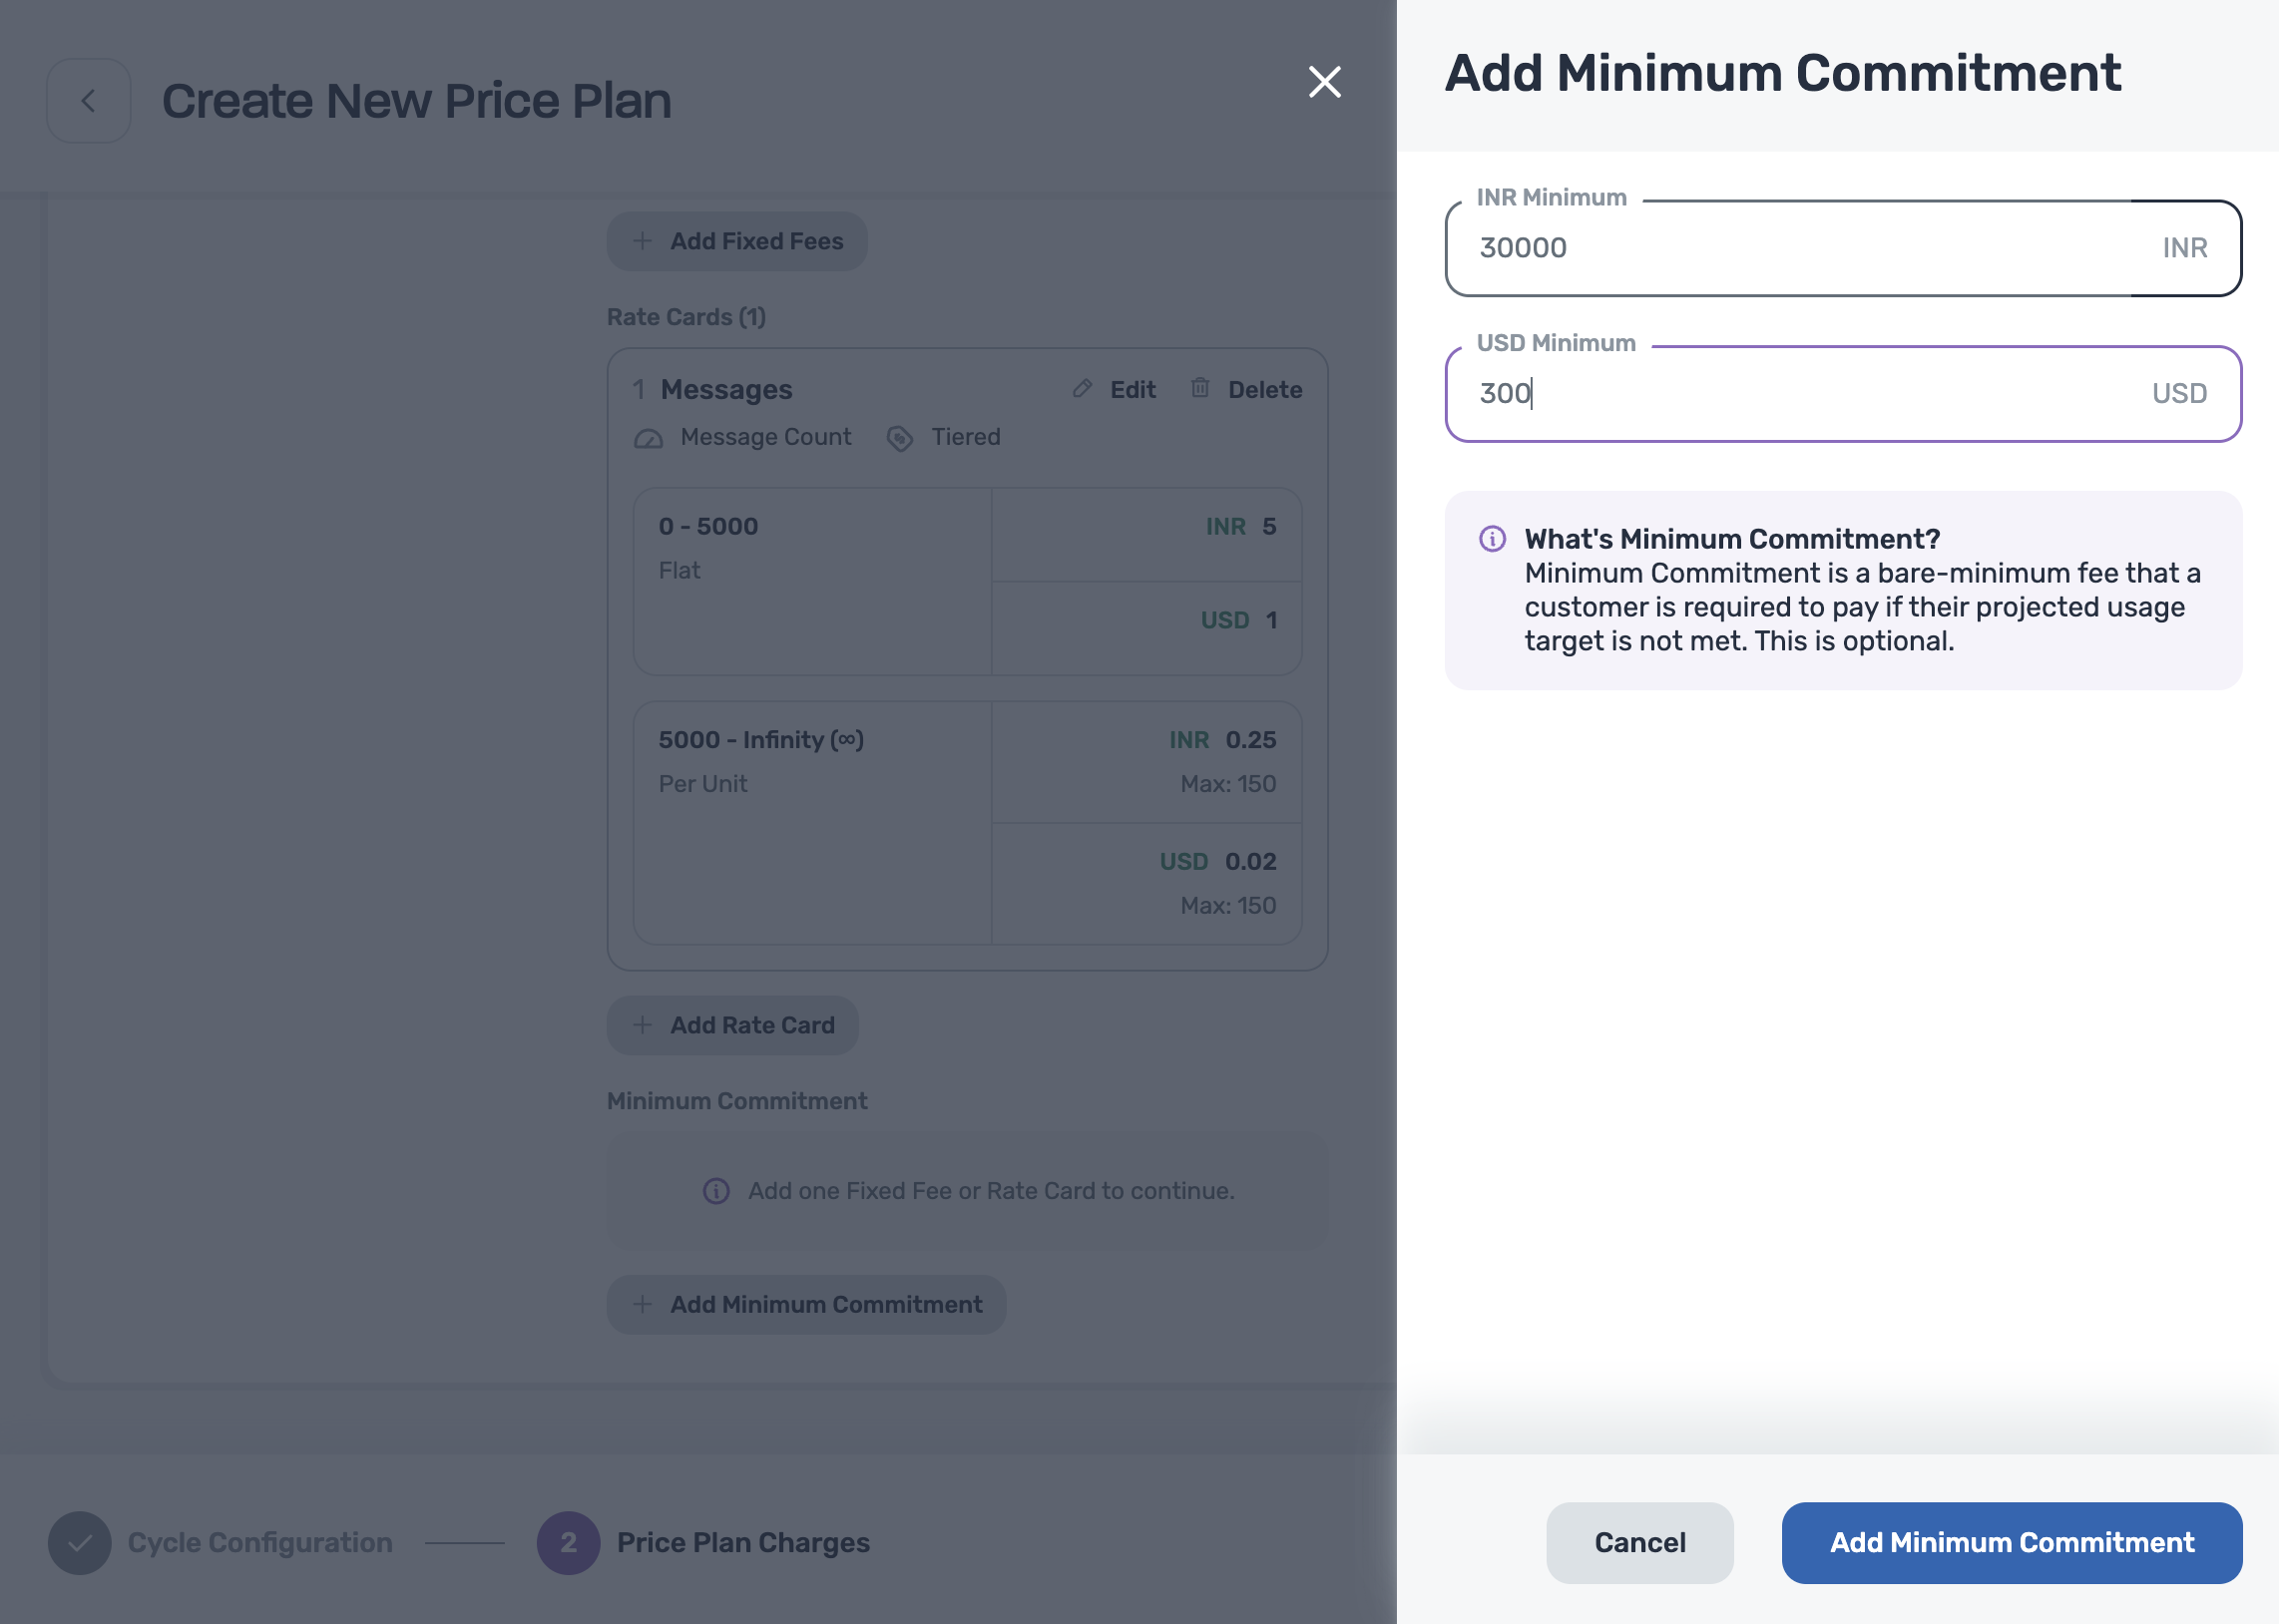 Create New Price Plan
Add Fixed Fees
Rate Cards (1)
1 Messages
Edit
Delete
Message Count
Tiered
0 - 5000
Flat
INR 5
USD 1
5000 - Infinity (∞)
Per Unit
INR 0.25
Max: 150
USD 0.02
Max: 150
Add Rate Card
Minimum Commitment
Add one Fixed Fee or Rate Card to continue.
Add Minimum Commitment
Cycle Configuration
2 Price Plan Charges
Add Minimum Commitment
INR Minimum
30000 INR
USD Minimum
300 USD
What's Minimum Commitment?
Minimum Commitment is a bare-minimum fee that a
customer is required to pay if their projected usage
target is not met. This is optional.
Cancel
Add Minimum Commitment